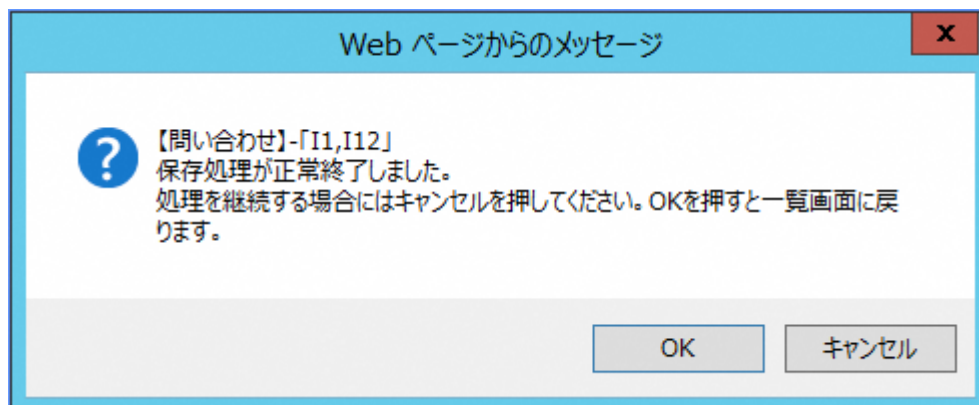 Web ページからのメッセージ
x
【問い合わせ】-「I1,I12」
保存処理が正常終了しました。
処理を継続する場合にはキャンセルを押してください。OKを押すと一覧画面に戻
ります。
OK
キャンセル